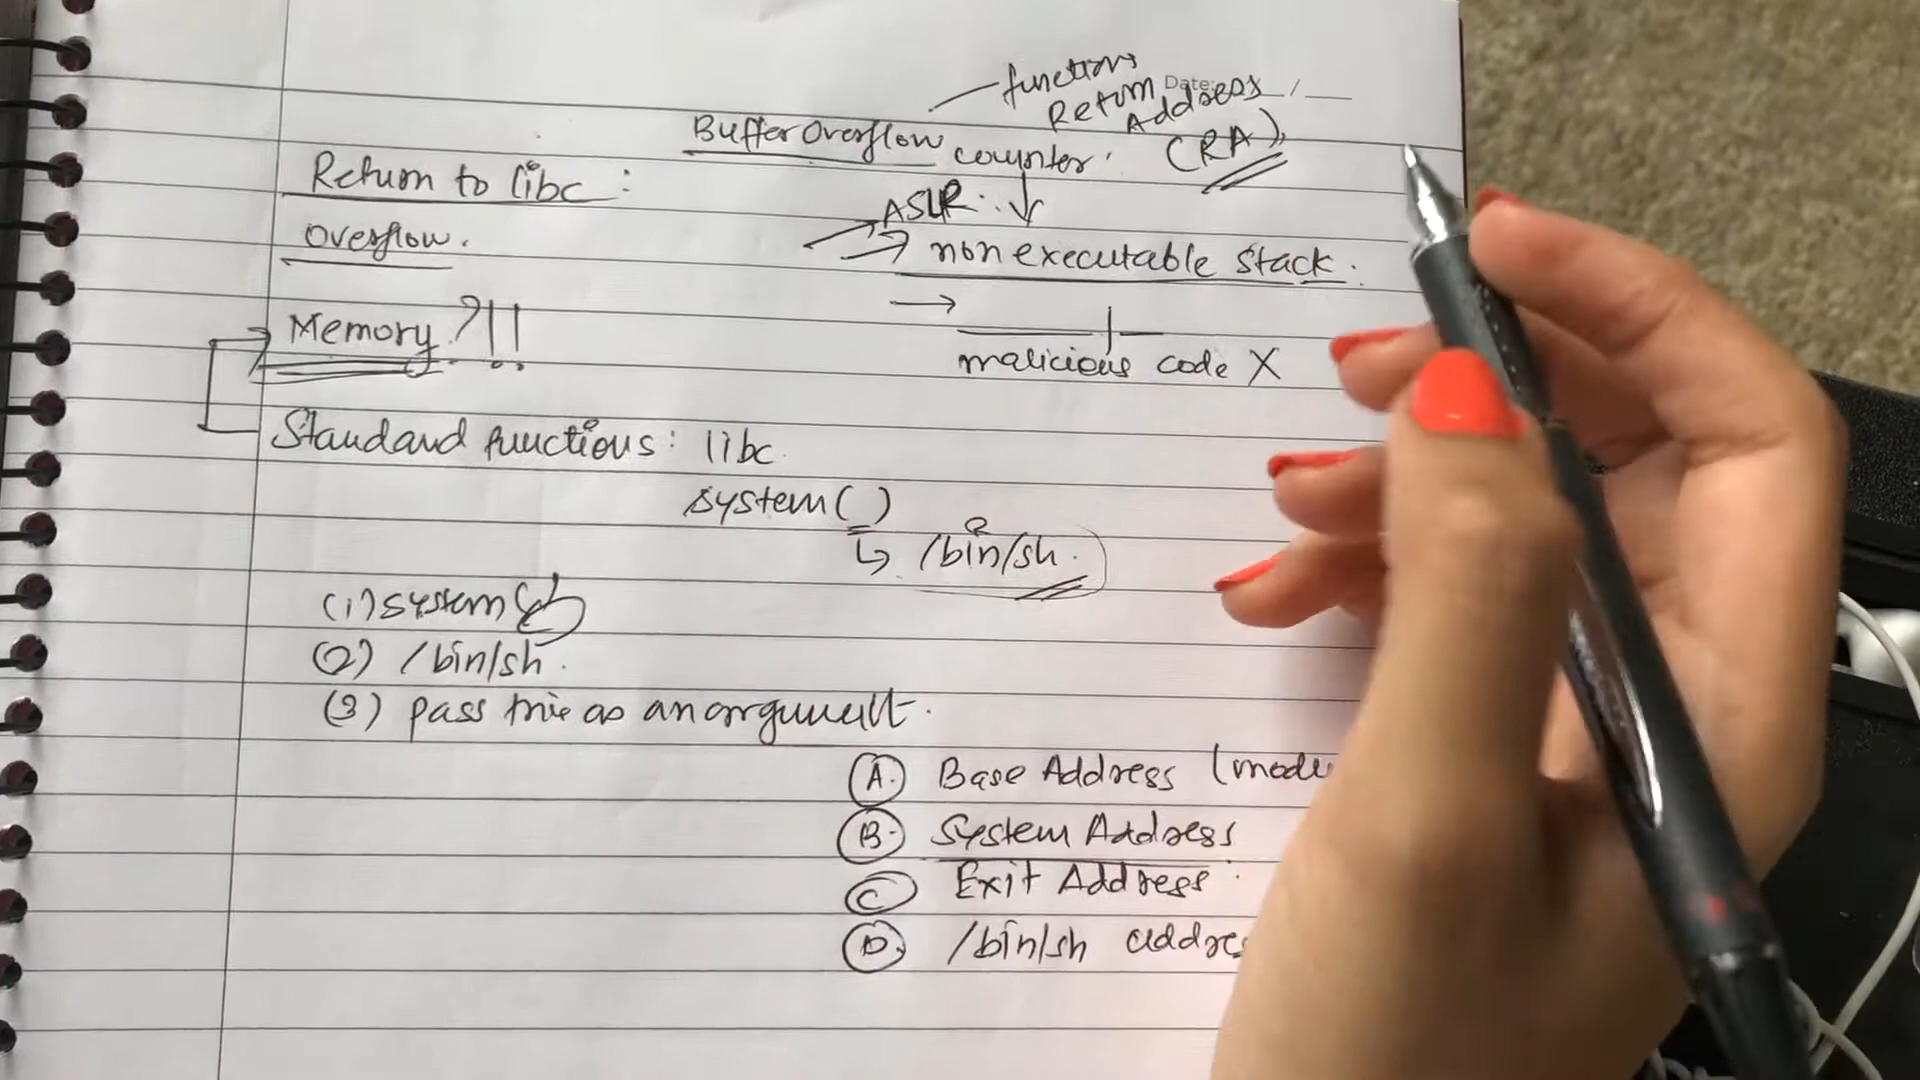 functions
Return Address
Date: / 
(RA)
Buffer Overflow counter.
Return to libc :
ASLR.
overflow.
non executable stack.
Memory ?!!
malicious code X
Standard functions: libc.
system( )
↳ /bin/sh.
(1) system
(2) /bin/sh.
(3) pass this as an argument.
A. Base Address (modu
B. System Address
C Exit Address
D. /bin/sh addres